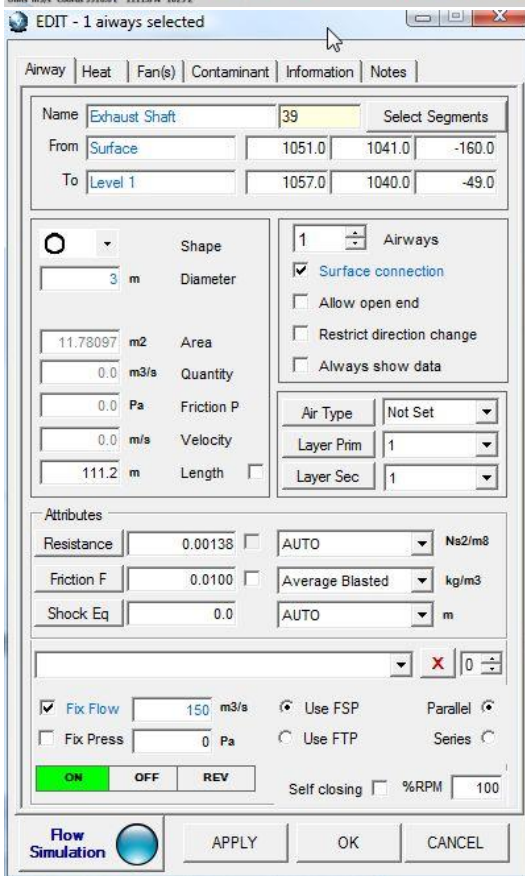 EDIT - 1 aiways selected
Airway Heat Fan(s) Contaminant Information Notes
Name Exhaust Shaft 39 Select Segments
From Surface 1051.0 1041.0 -160.0
To Level 1 1057.0 1040.0 -49.0
O Shape
3 m Diameter
11.78097 m2 Area
0.0 m3/s Quantity
0.0 Pa Friction P
0.0 m/s Velocity
111.2 m Length
1 Airways
Surface connection
Allow open end
Restrict direction change
Always show data
Air Type Not Set
Layer Prim 1
Layer Sec 1
Attributes
Resistance 0.00138 AUTO Ns2/m8
Friction F 0.0100 Average Blasted kg/m3
Shock Eq 0.0 AUTO m
X 0
Fix Flow 150 m3/s Use FSP Parallel
Fix Press 0 Pa Use FTP Series
ON OFF REV Self closing %RPM 100
Flow Simulation APPLY OK CANCEL